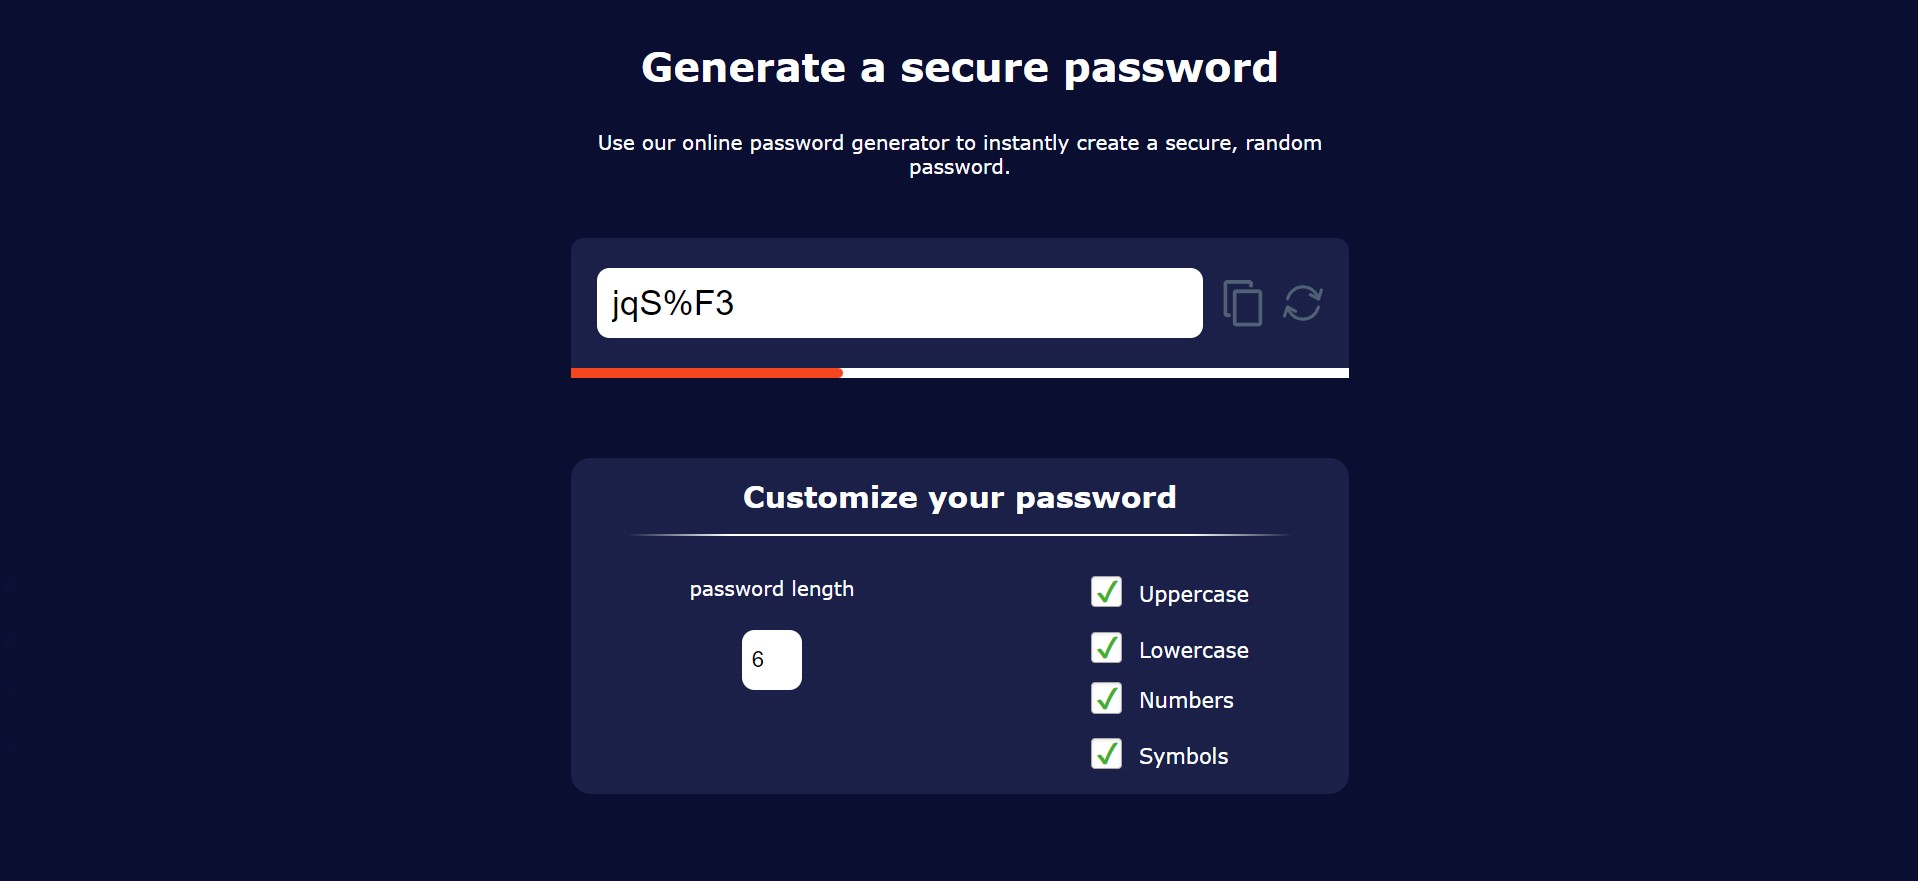 Generate a secure password
Use our online password generator to instantly create a secure, random
password.
jqS%F3
Customize your password
password length
6
Uppercase
Lowercase
Numbers
Symbols